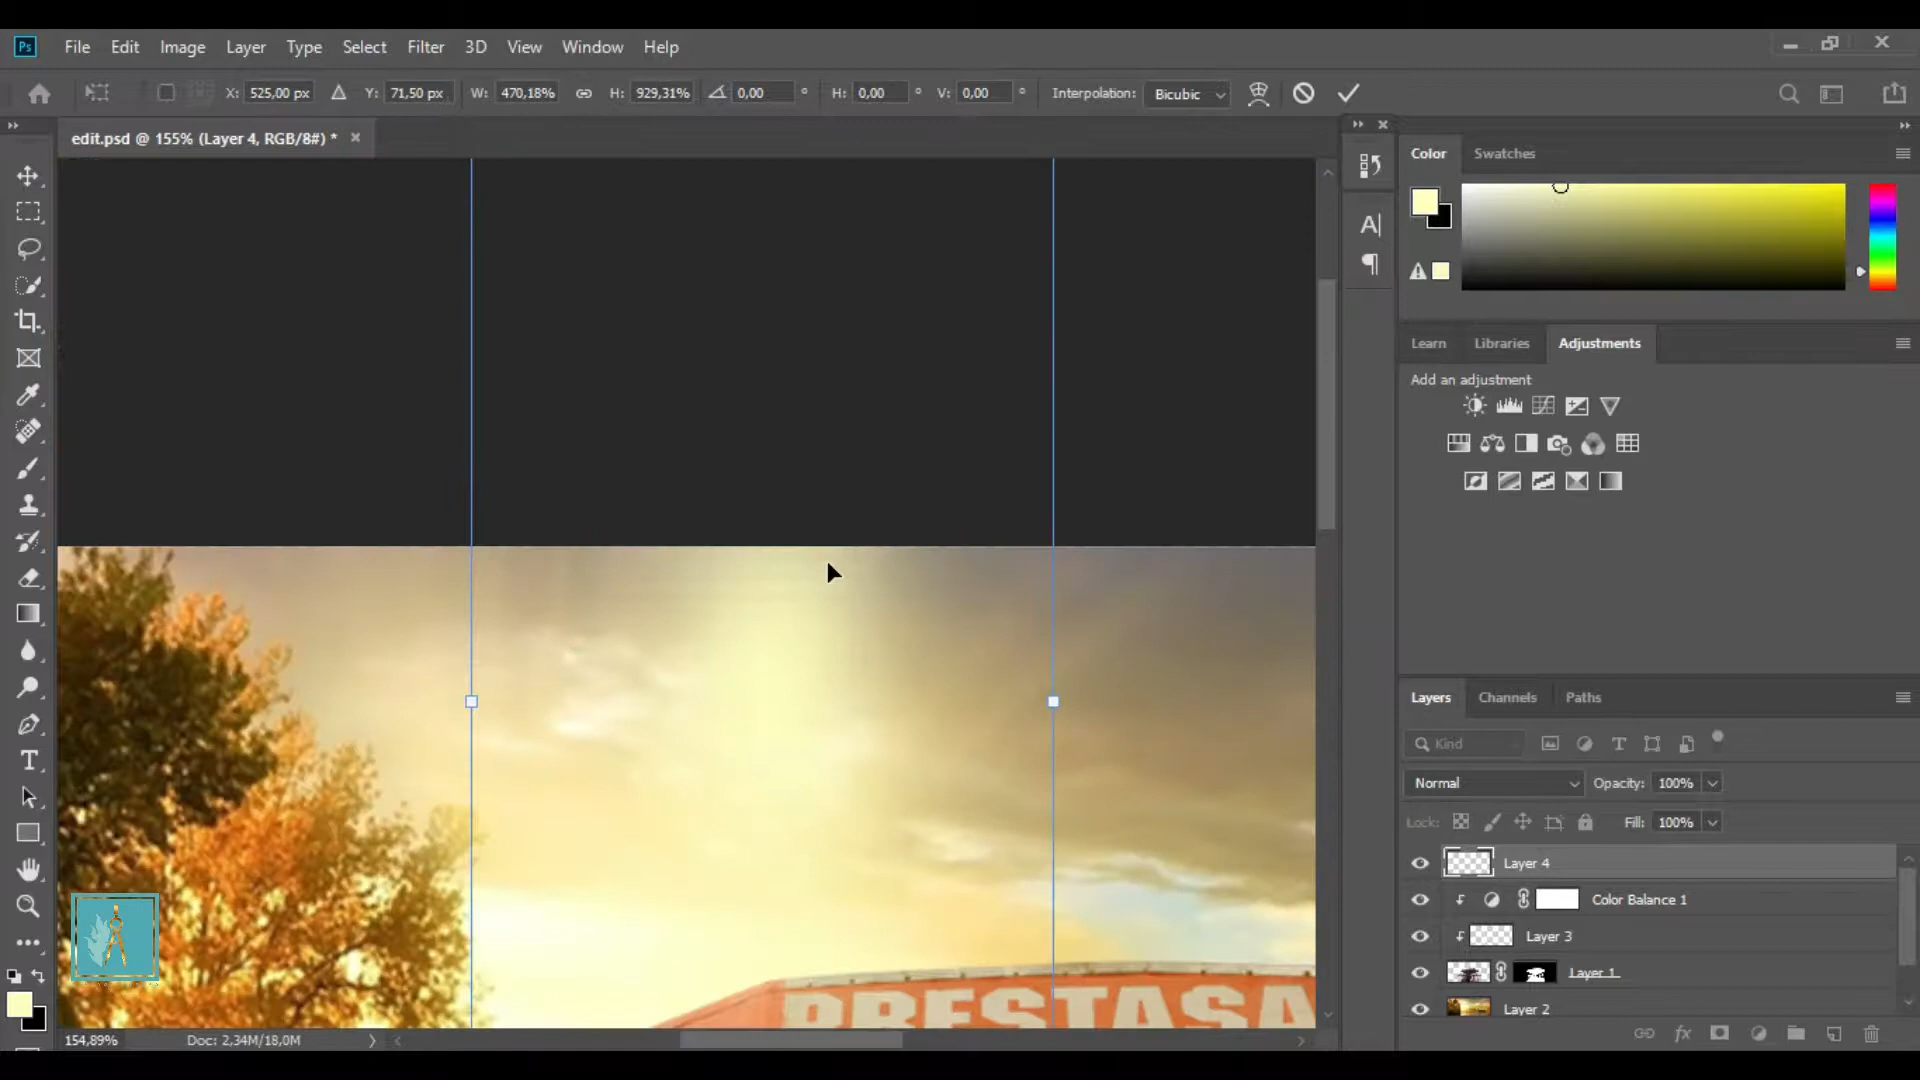 Ps File Edit Image Layer Type Select Filter 3D View Window Help
X: 525,00 px Y: 71,50 px W: 470,18% H: 929,31% 0,00 ° H: 0,00 ° V: 0,00 ° Interpolation: Bicubic
edit.psd @ 155% (Layer 4, RGB/8#) *
Color Swatches
Learn Libraries Adjustments
Add an adjustment
Layers Channels Paths
Kind
Normal Opacity: 100%
Lock: Fill: 100%
Layer 4
Color Balance 1
Layer 3
Layer 1
Layer 2
PRESTASA
154,89% Doc: 2,34M/18,0M